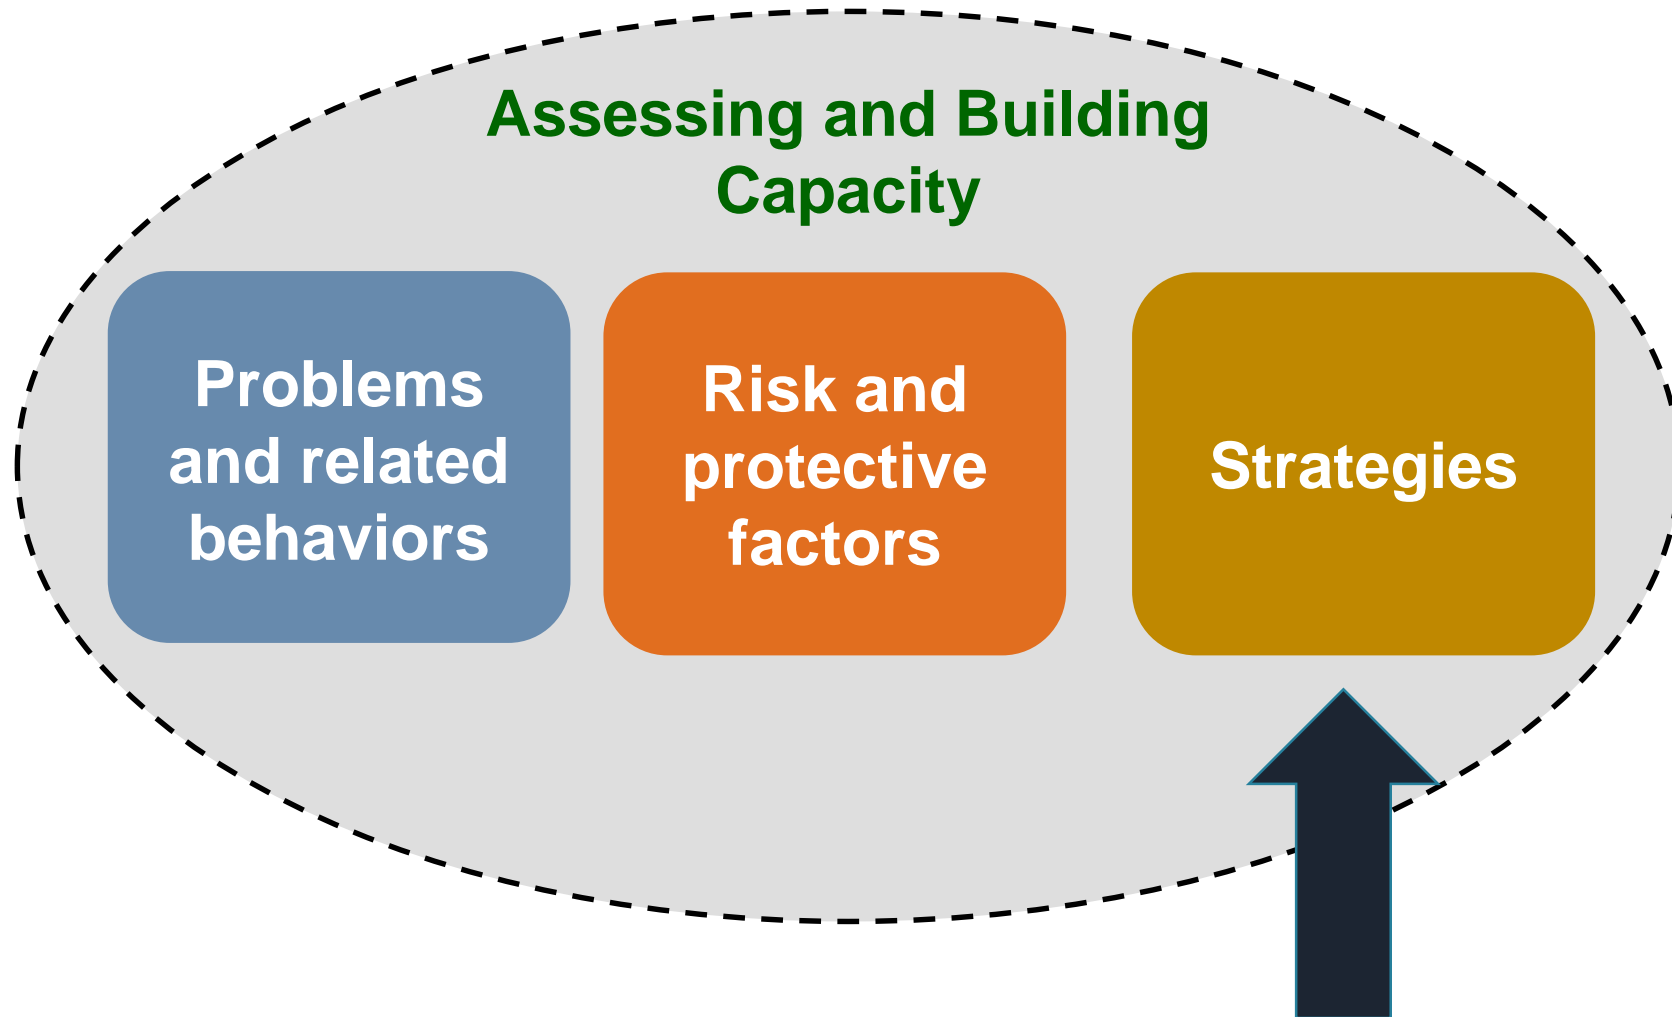 Assessing and Building
Capacity
Problems
and related
behaviors
Risk and
protective
factors
Strategies